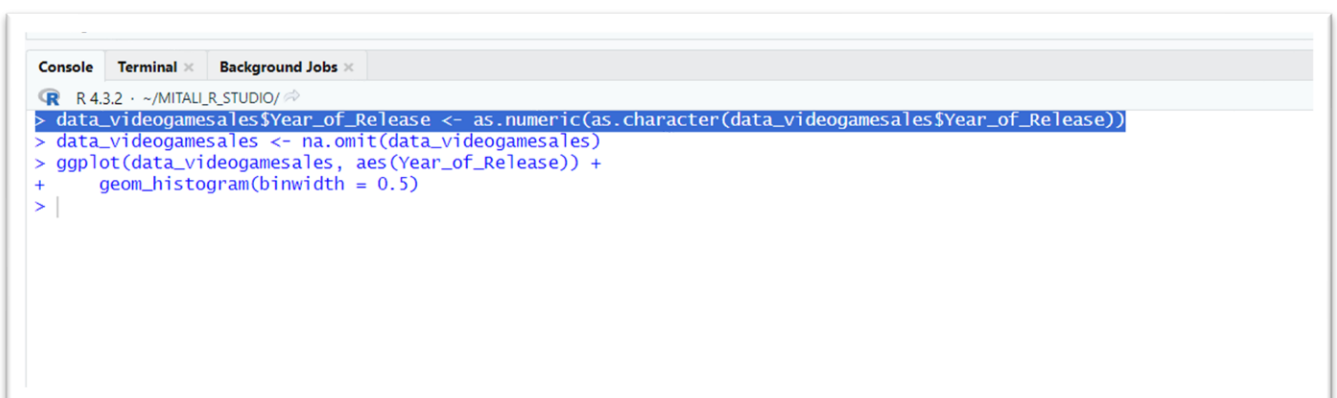 Console Terminal × Background Jobs ×
R R 4.3.2 · ~/MITALI_R_STUDIO/
> data_videogamesales$Year_of_Release <- as.numeric(as.character(data_videogamesales$Year_of_Release))
> data_videogamesales <- na.omit(data_videogamesales)
> ggplot(data_videogamesales, aes(Year_of_Release)) +
+     geom_histogram(binwidth = 0.5)
>